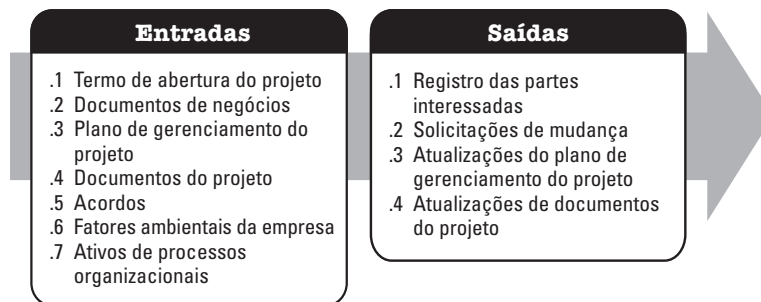 Entradas
.1 Termo de abertura do projeto
.2 Documentos de negócios
.3 Plano de gerenciamento do
projeto
.4 Documentos do projeto
.5 Acordos
.6 Fatores ambientais da empresa
.7 Ativos de processos
organizacionais
Saídas
.1 Registro das partes
interessadas
.2 Solicitações de mudança
.3 Atualizações do plano de
gerenciamento do projeto
.4 Atualizações de documentos
do projeto